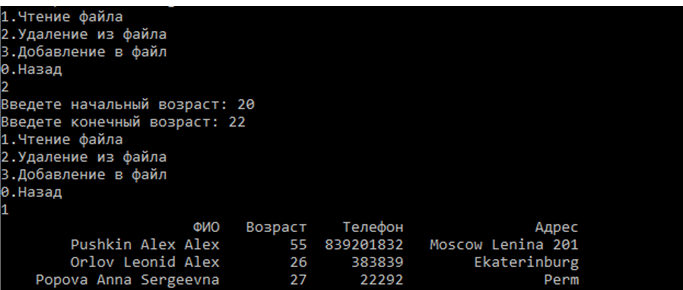 1.Чтение файла
2.Удаление из файла
3.Добавление в файл
0.Назад
2
Введете начальный возраст: 20
Введете конечный возраст: 22
1.Чтение файла
2.Удаление из файла
3.Добавление в файл
0.Назад
1
ФИО Возраст Телефон Адрес
Pushkin Alex Alex 55 839201832 Moscow Lenina 201
Orlov Leonid Alex 26 383839 Ekaterinburg
Popova Anna Sergeevna 27 22292 Perm